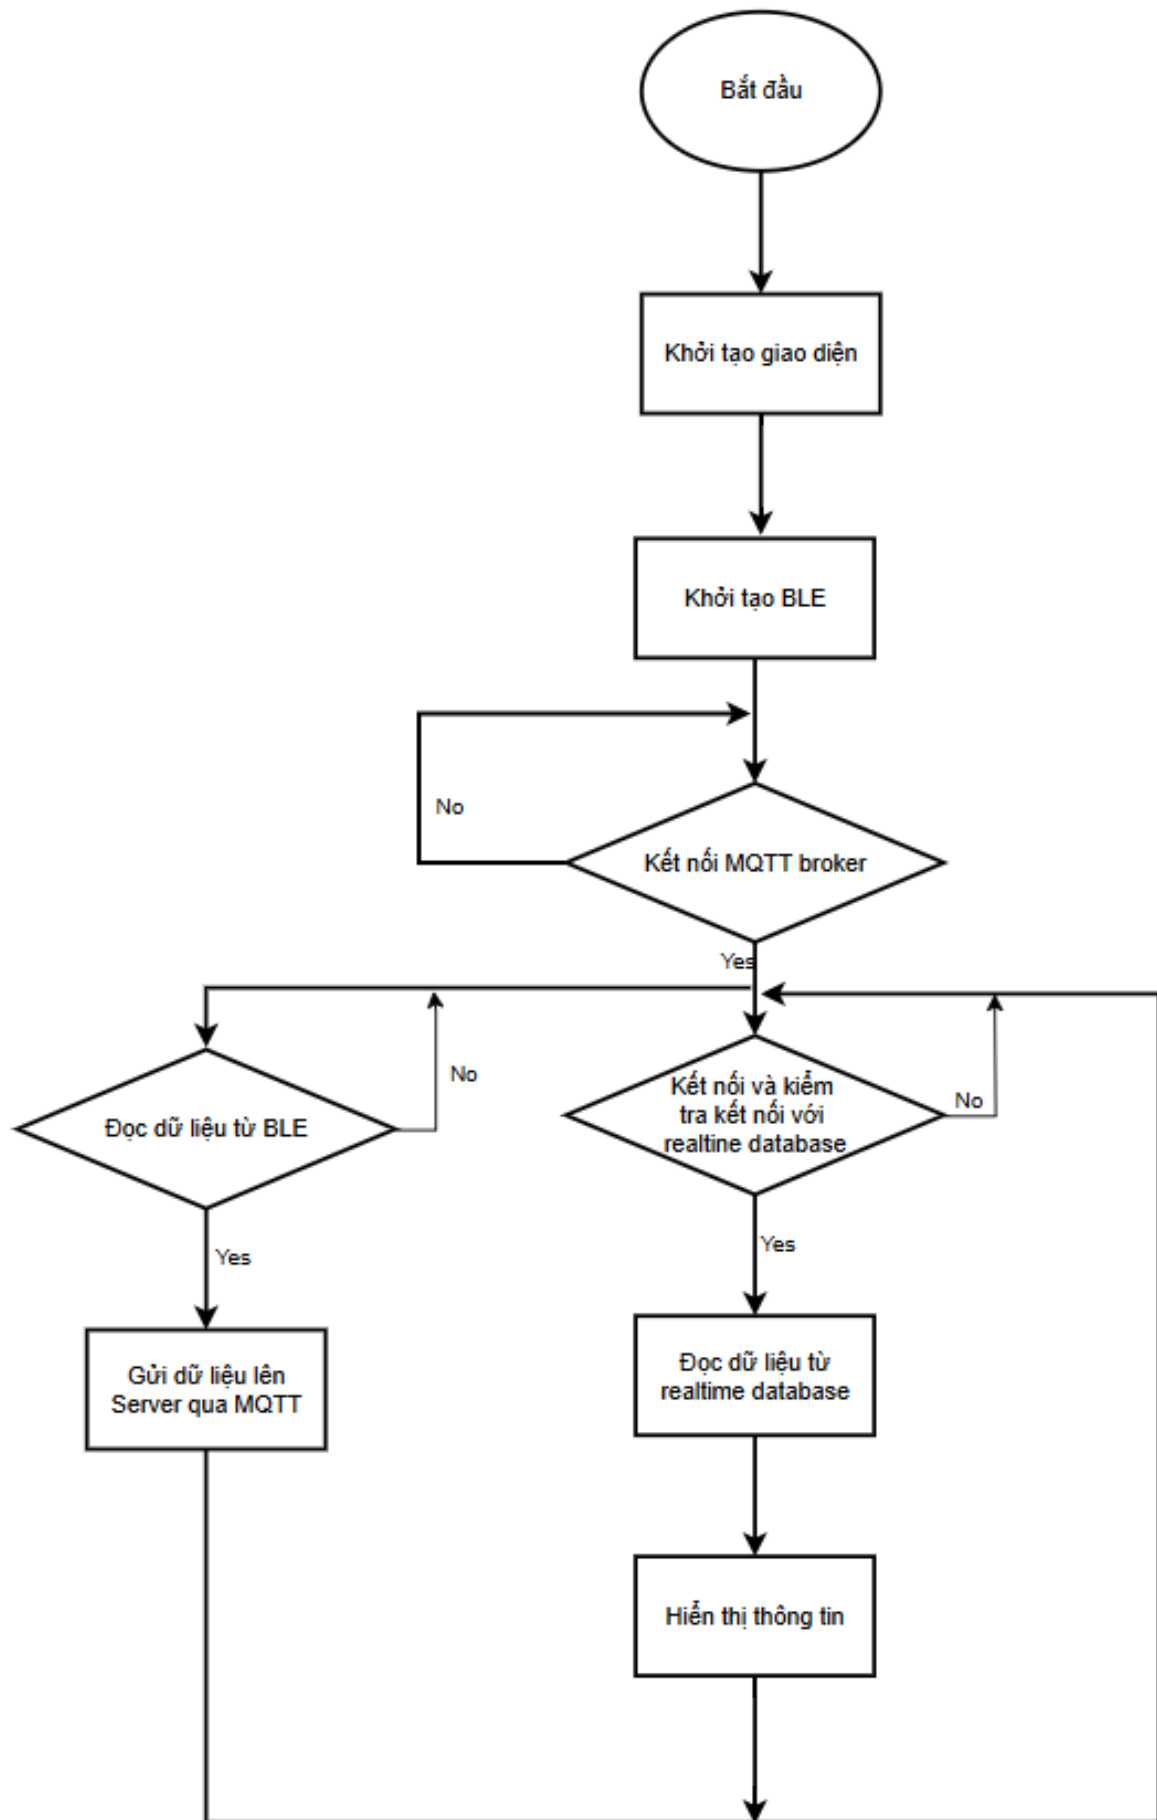 Bắt đầu
Khởi tạo giao diện
Khởi tạo BLE
No
Kết nối MQTT broker
Yes
No
Đọc dữ liệu từ BLE
Kết nối và kiểm
tra kết nối với
realtine database
No
Yes
Yes
Gửi dữ liệu lên
Server qua MQTT
Đọc dữ liệu từ
realtime database
Hiển thị thông tin